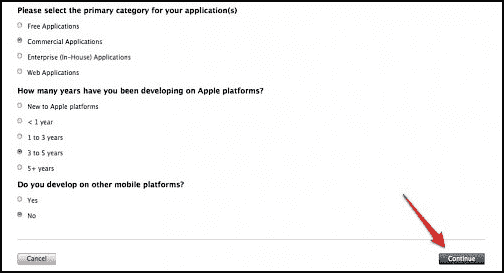 Please select the primary category for your application(s)
Free Applications
Commercial Applications
Enterprise (In-House) Applications
Web Applications
How many years have you been developing on Apple platforms?
New to Apple platforms
< 1 year
1 to 3 years
3 to 5 years
5+ years
Do you develop on other mobile platforms?
Yes
No
Cancel
Continue